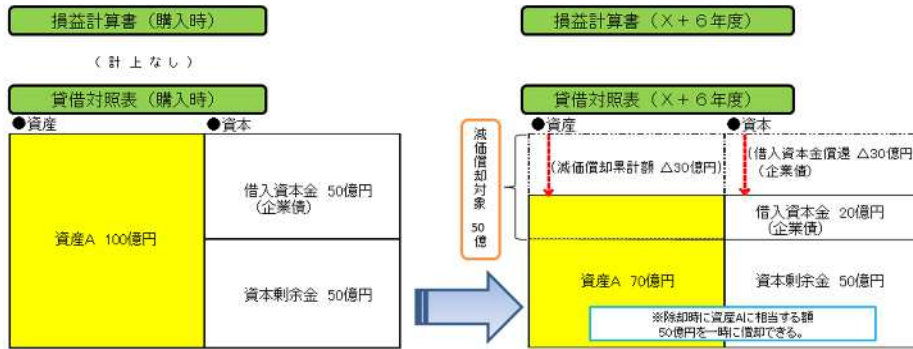 損益計算書（購入時）
（計上なし）
貸借対照表（購入時）
●資産
●資本
資産A 100億円
借入資本金 50億円
（企業債）
資本剰余金 50億円
損益計算書（X＋6年度）
貸借対照表（X＋6年度）
●資産
●資本
減価償却対象 50億
(減価償却累計額 △30億円)
(借入資本金償還 △30億円)
（企業債）
借入資本金 20億円
（企業債）
資産A 70億円
資本剰余金 50億円
※除却時に資産Aに相当する額
50億円を一時に償却できる。